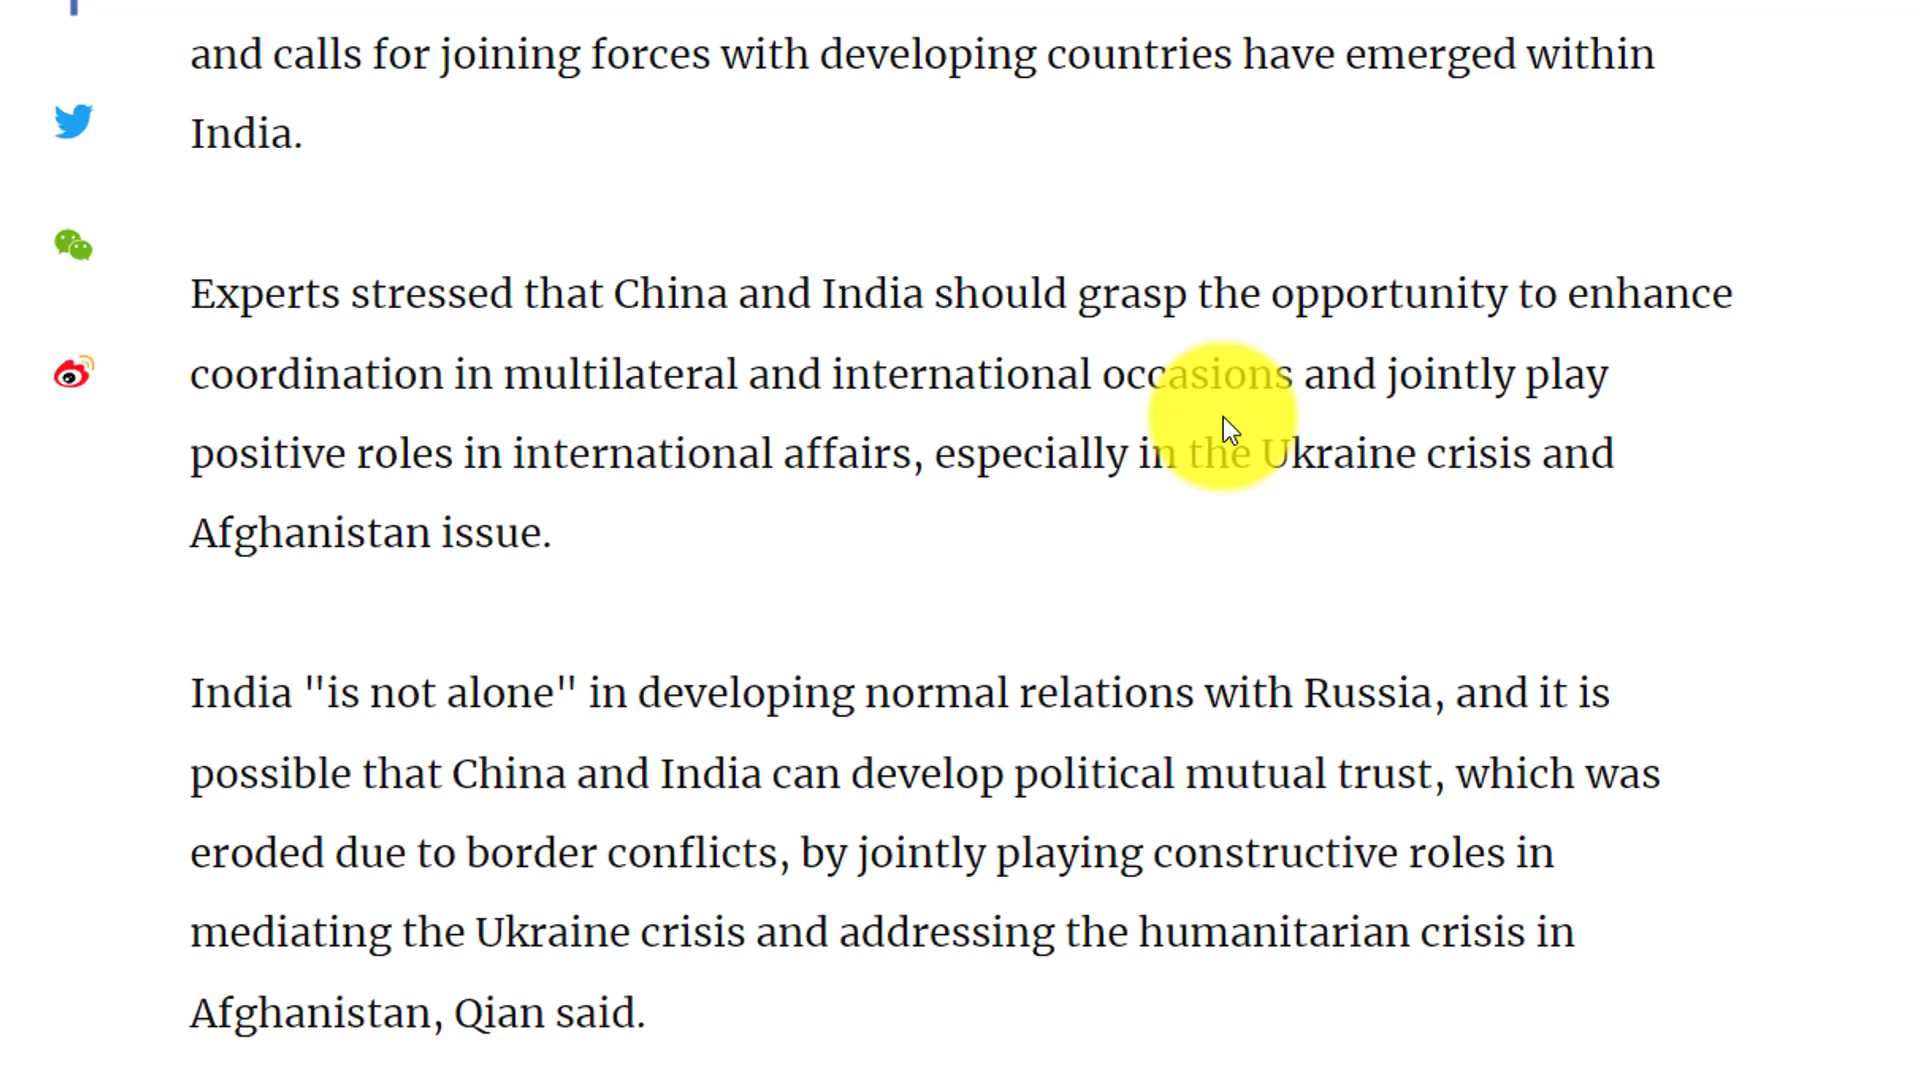 and calls for joining forces with developing countries have emerged within
India.
Experts stressed that China and India should grasp the opportunity to enhance
coordination in multilateral and international occasions and jointly play
positive roles in international affairs, especially in the Ukraine crisis and
Afghanistan issue.
India "is not alone" in developing normal relations with Russia, and it is
possible that China and India can develop political mutual trust, which was
eroded due to border conflicts, by jointly playing constructive roles in
mediating the Ukraine crisis and addressing the humanitarian crisis in
Afghanistan, Qian said.